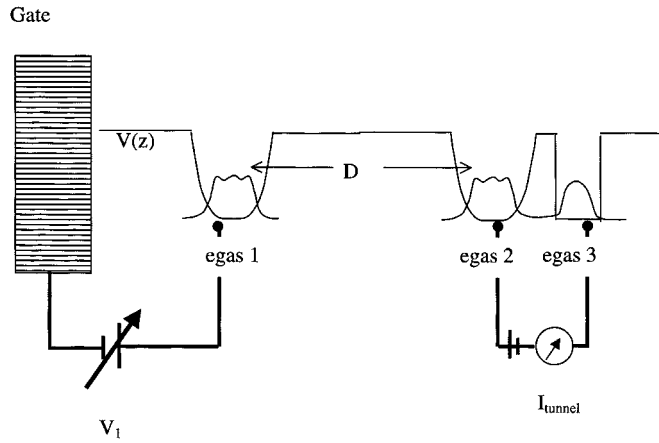 Gate
V(z)
D
egas 1
egas 2
egas 3
V₁
Iₜᵤₙₙₑₗ